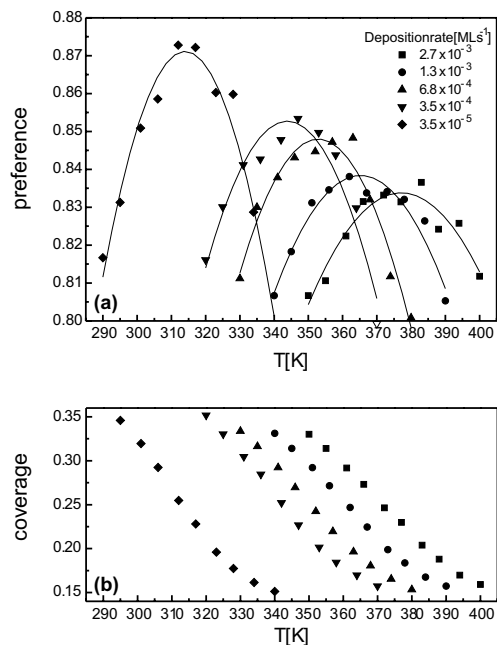 0.88
0.87
0.86
0.85
0.84
0.83
0.82
0.81
0.80
preference
Depositionrate[MLs⁻¹]
2.7x10⁻³
1.3x10⁻³
6.8x10⁻⁴
3.5x10⁻⁴
3.5x10⁻⁵
(a)
290 300 310 320 330 340 350 360 370 380 390 400
T[K]
0.35
0.30
0.25
0.20
0.15
coverage
(b)
290 300 310 320 330 340 350 360 370 380 390 400
T[K]